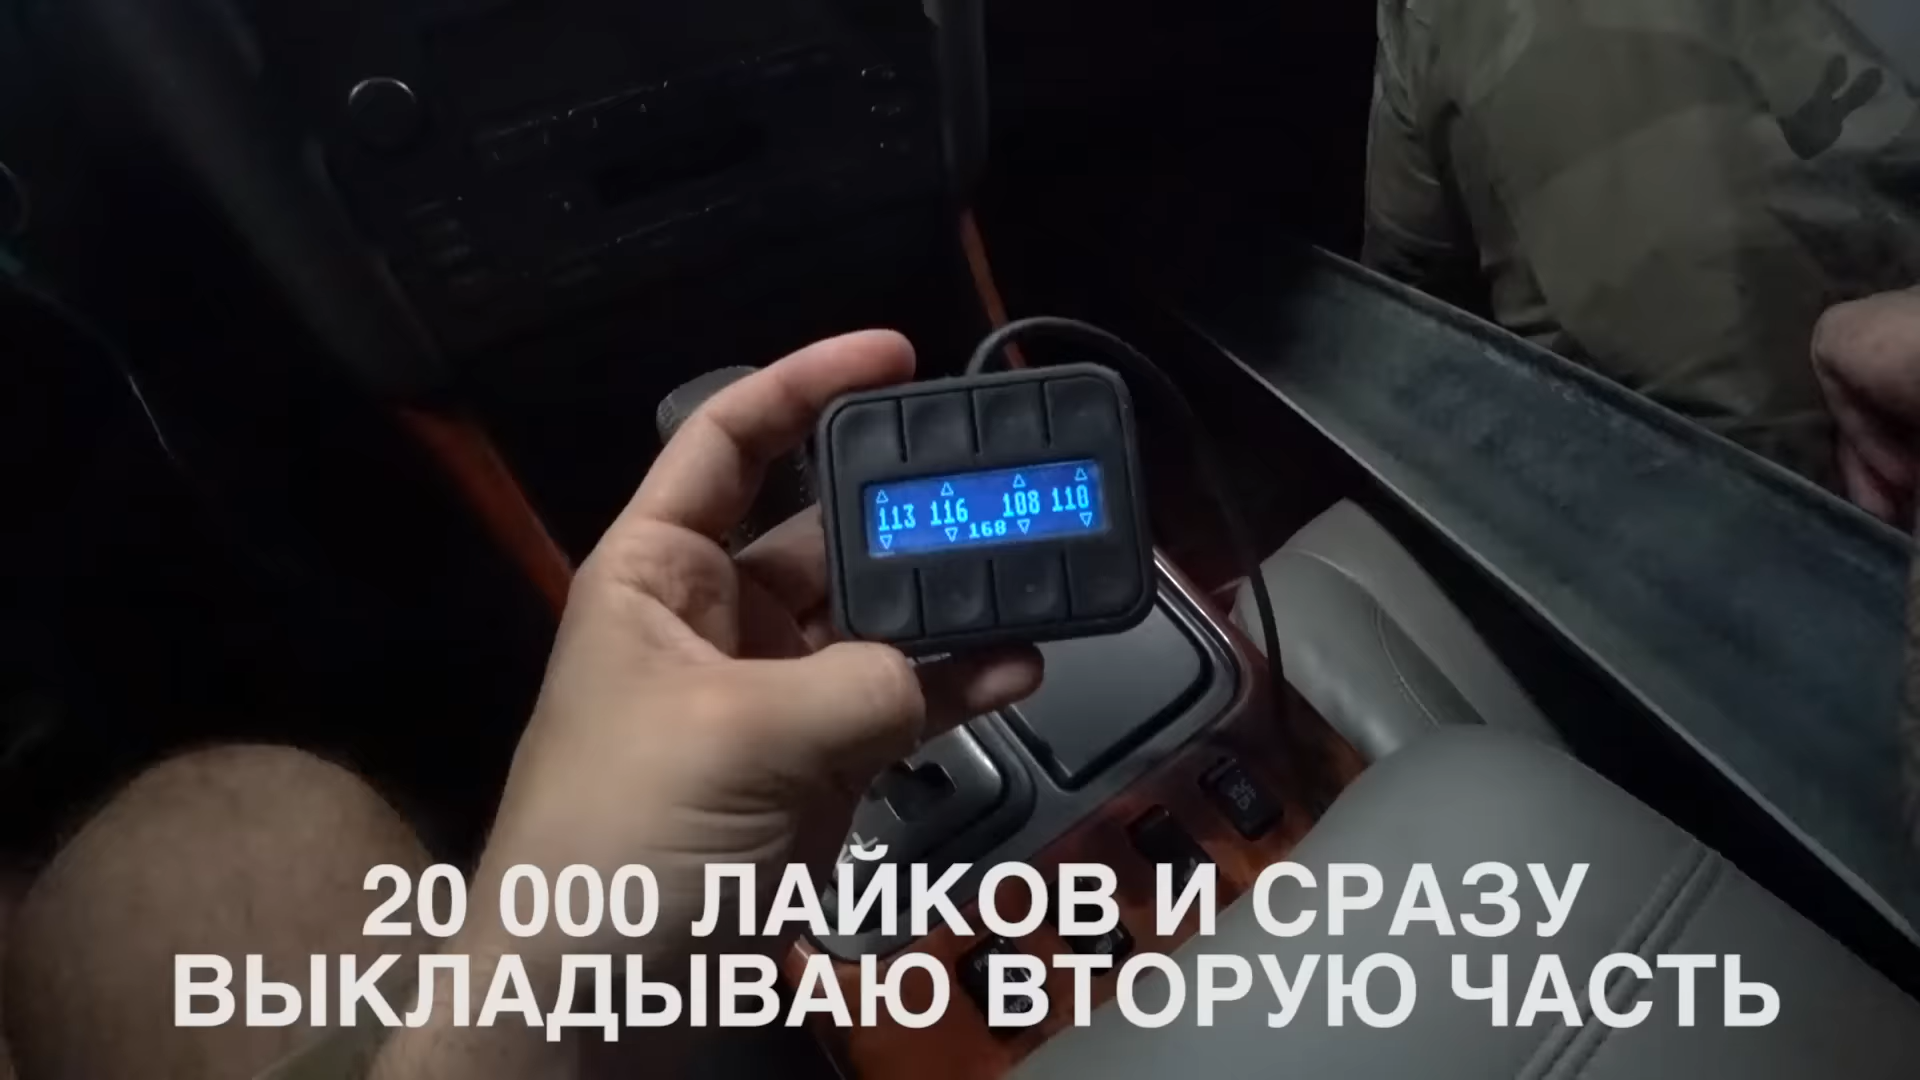 113 116 108 110
168
20 000 ЛАЙКОВ И СРАЗУ
ВЫКЛАДЫВАЮ ВТОРУЮ ЧАСТЬ